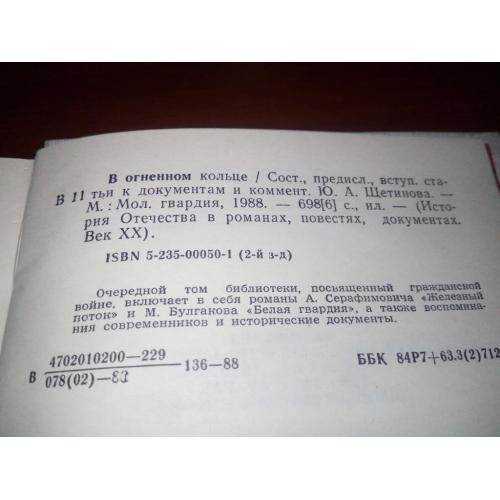 В огненном кольце / Сост., предисл., вступ. ста-
В 11 тьи к документам и коммент. Ю. А. Щетинова. —
М.: Мол. гвардия, 1988. — 698[6] с., ил. — (Исто-
рия Отечества в романах, повестях, документах.
Век XX).
ISBN 5-235-00050-1 (2-й з-д)
Очередной том библиотеки, посвященный гражданской
войне, включает в себя романы А. Серафимовича «Железный
поток» и М. Булгакова «Белая гвардия», а также воспомина-
ния современников и исторические документы.
4702010200—229
В 078(02)— 136—88 ББК 84Р7+63.3(2)712